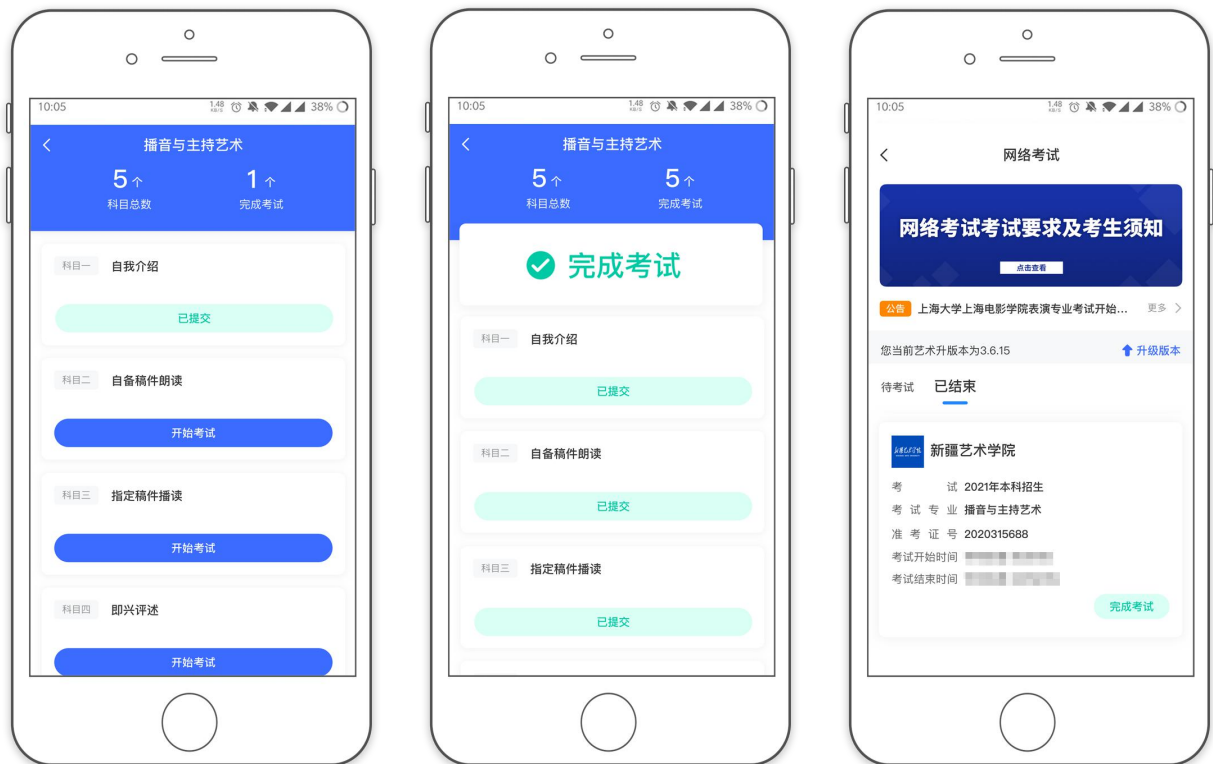 10:05
1.48
KB/S
38%
播音与主持艺术
5个
1个
科目总数
完成考试
科目一
自我介绍
已提交
科目二
自备稿件朗读
开始考试
科目三
指定稿件播读
开始考试
科目四
即兴评述
开始考试
10:05
1.48
KB/S
38%
播音与主持艺术
5个
5个
科目总数
完成考试
完成考试
科目一
自我介绍
已提交
科目二
自备稿件朗读
已提交
科目三
指定稿件播读
已提交
10:05
1.48
KB/S
38%
网络考试
网络考试考试要求及考生须知
点击查看
公告
上海大学上海电影学院表演专业考试开始...
更多
您当前艺术升版本为3.6.15
升级版本
待考试
已结束
新疆艺术学院
考试 2021年本科招生
考试专业 播音与主持艺术
准考证号 2020315688
考试开始时间
考试结束时间
完成考试